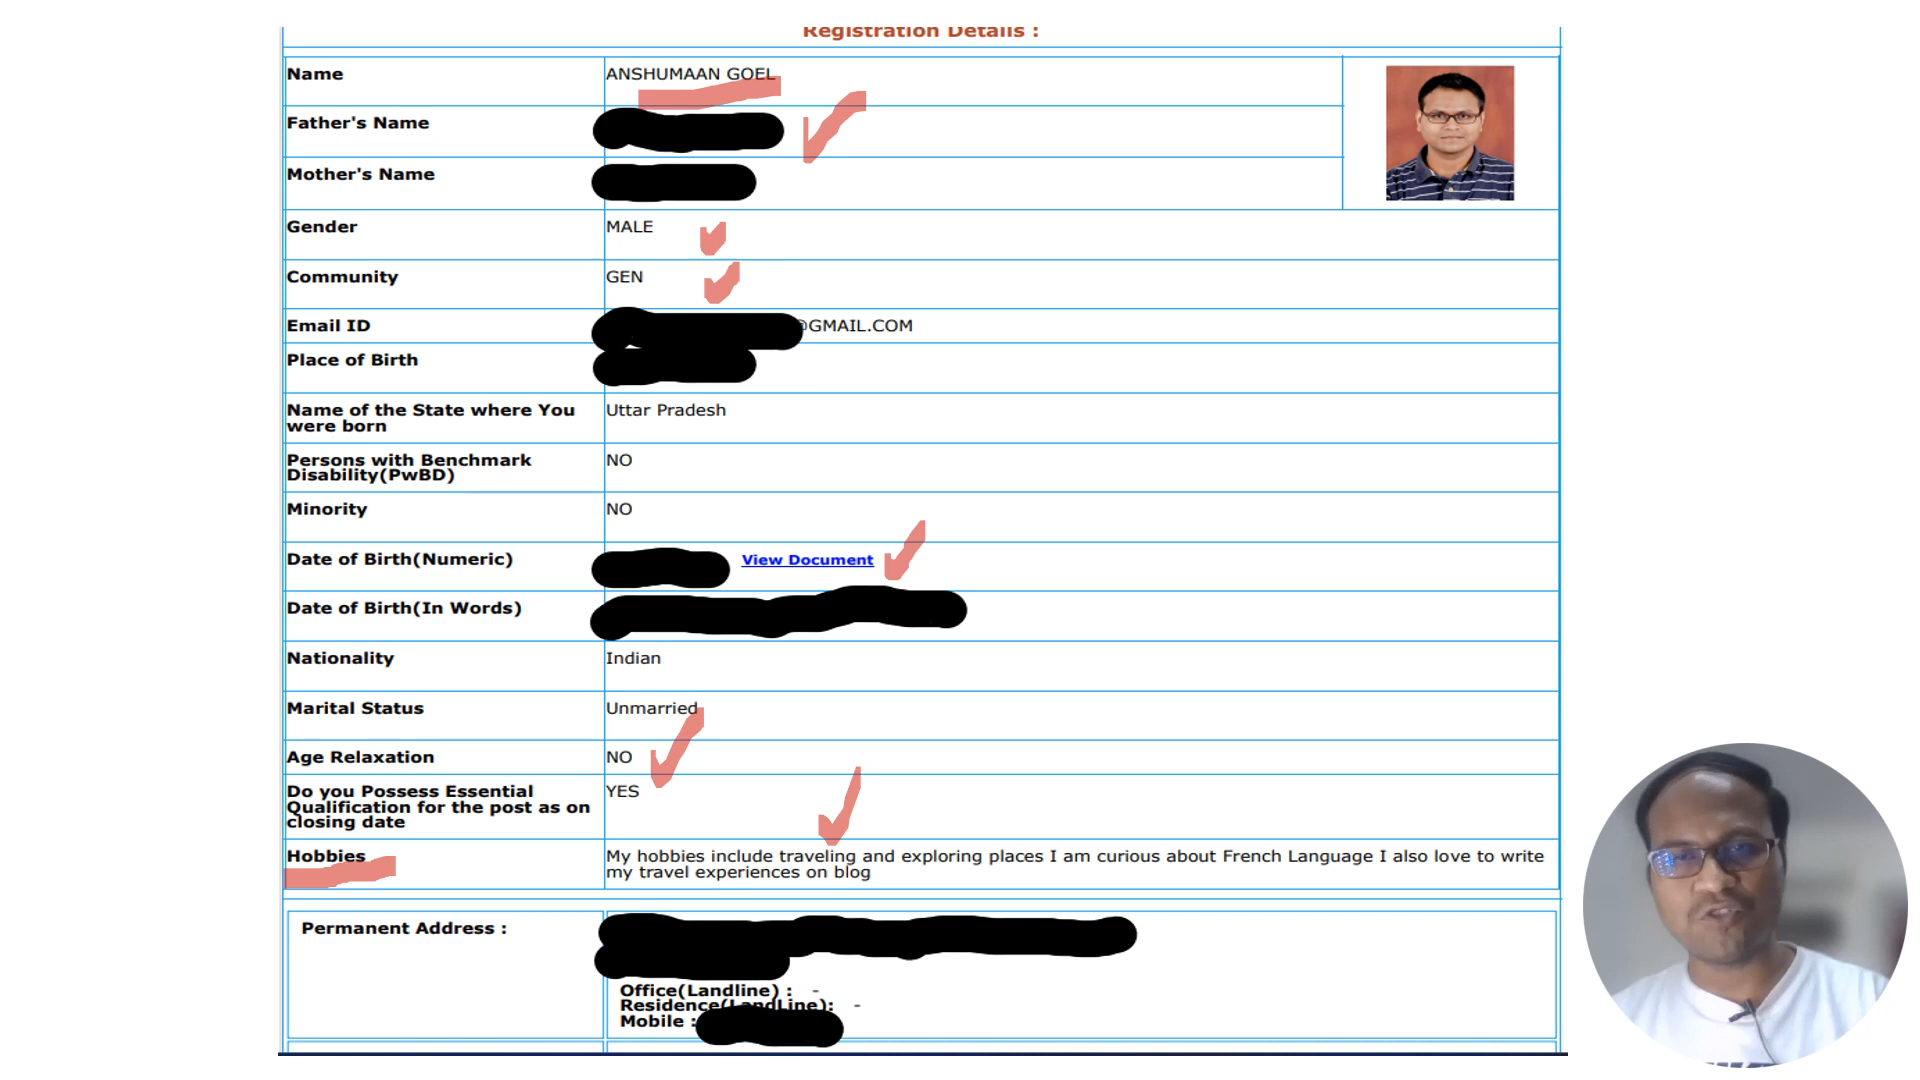 Registration Details :
Name ANSHUMAAN GOEL
Father's Name
Mother's Name
Gender MALE
Community GEN
Email ID @GMAIL.COM
Place of Birth
Name of the State where You Uttar Pradesh
were born
Persons with Benchmark NO
Disability(PwBD)
Minority NO
Date of Birth(Numeric) View Document
Date of Birth(In Words)
Nationality Indian
Marital Status Unmarried
Age Relaxation NO
Do you Possess Essential YES
Qualification for the post as on
closing date
Hobbies My hobbies include traveling and exploring places I am curious about French Language I also love to write
my travel experiences on blog
Permanent Address :
Office(Landline) : -
Residence(LandLine): -
Mobile :